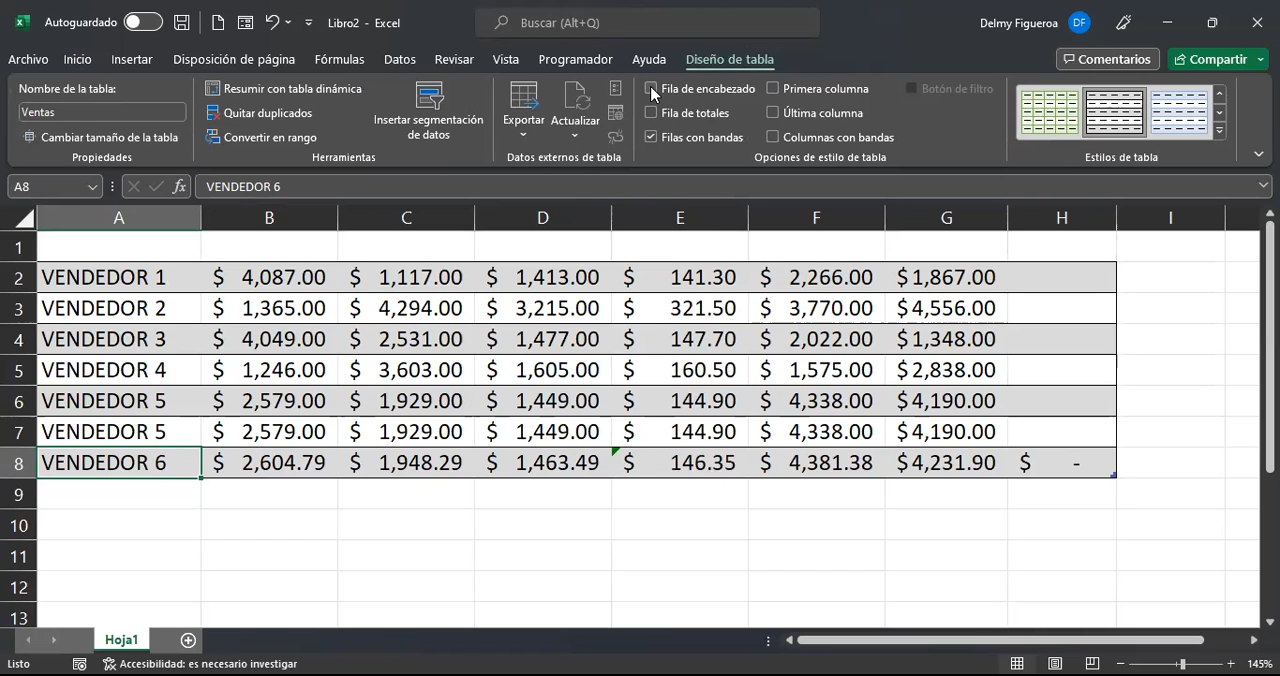 Autoguardado Libro2 - Excel Buscar (Alt+Q) Delmy Figueroa DF
Archivo Inicio Insertar Disposición de página Fórmulas Datos Revisar Vista Programador Ayuda Diseño de tabla Comentarios Compartir
Nombre de la tabla: Resumir con tabla dinámica Fila de encabezado Primera columna Botón de filtro
Ventas Quitar duplicados Insertar segmentación de datos Exportar Actualizar Fila de totales Última columna
Cambiar tamaño de la tabla Convertir en rango Filas con bandas Columnas con bandas
Propiedades Herramientas Datos externos de tabla Opciones de estilo de tabla Estilos de tabla
A8 fx VENDEDOR 6
A B C D E F G H I
1
2 VENDEDOR 1 $ 4,087.00 $ 1,117.00 $ 1,413.00 $ 141.30 $ 2,266.00 $1,867.00
3 VENDEDOR 2 $ 1,365.00 $ 4,294.00 $ 3,215.00 $ 321.50 $ 3,770.00 $4,556.00
4 VENDEDOR 3 $ 4,049.00 $ 2,531.00 $ 1,477.00 $ 147.70 $ 2,022.00 $1,348.00
5 VENDEDOR 4 $ 1,246.00 $ 3,603.00 $ 1,605.00 $ 160.50 $ 1,575.00 $2,838.00
6 VENDEDOR 5 $ 2,579.00 $ 1,929.00 $ 1,449.00 $ 144.90 $ 4,338.00 $4,190.00
7 VENDEDOR 5 $ 2,579.00 $ 1,929.00 $ 1,449.00 $ 144.90 $ 4,338.00 $4,190.00
8 VENDEDOR 6 $ 2,604.79 $ 1,948.29 $ 1,463.49 $ 146.35 $ 4,381.38 $4,231.90 $ -
9
10
11
12
13
Hoja1
Listo Accesibilidad: es necesario investigar 145%